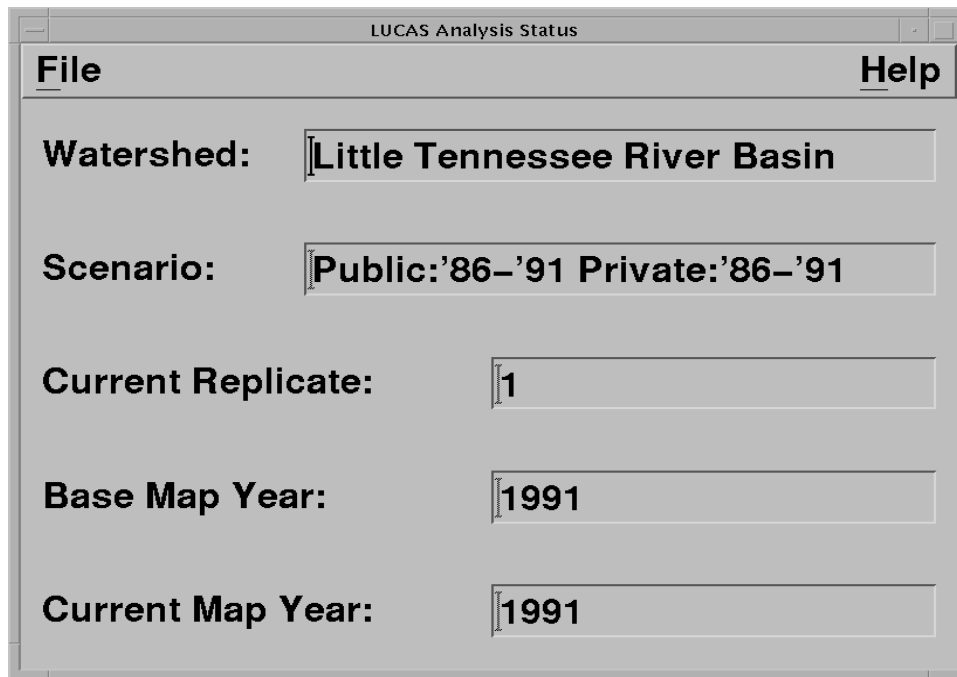 LUCAS Analysis Status
File Help
Watershed: Little Tennessee River Basin
Scenario: Public:'86–'91 Private:'86–'91
Current Replicate: 1
Base Map Year: 1991
Current Map Year: 1991